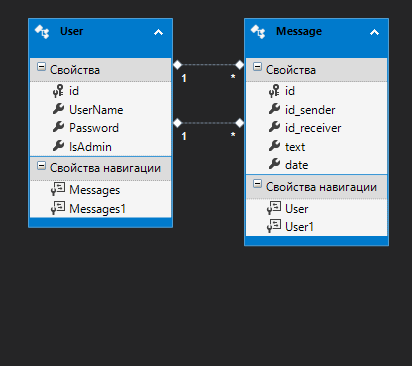 User
Свойства
id
UserName
Password
IsAdmin
Свойства навигации
Messages
Messages1
1
*
1
*
Message
Свойства
id
id_sender
id_receiver
text
date
Свойства навигации
User
User1